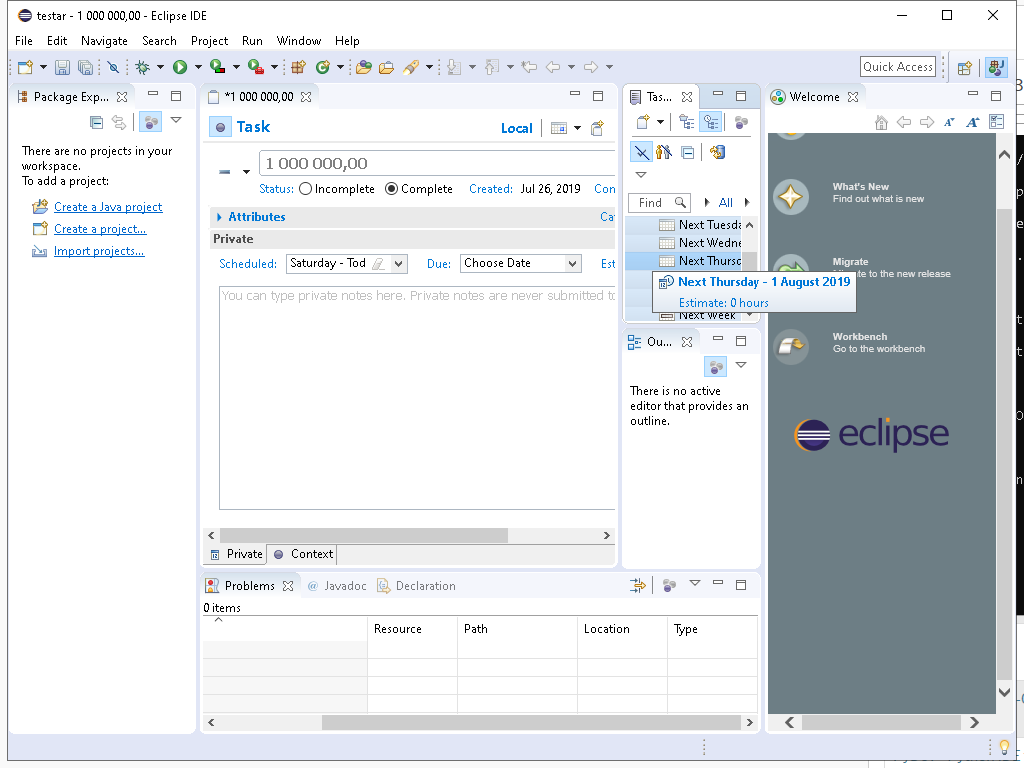 testar - 1 000 000,00 - Eclipse IDE
File Edit Navigate Search Project Run Window Help
Quick Access
Package Exp...
There are no projects in your
workspace.
To add a project:
Create a Java project
Create a project...
Import projects...
*1 000 000,00
Task
Local
1 000 000,00
Status: Incomplete Complete Created: Jul 26, 2019 Con
Attributes Ca
Private
Scheduled: Saturday - Tod Due: Choose Date Est
You can type private notes here. Private notes are never submitted to
Private Context
Tas...
Find All
Next Tuesda
Next Wedne
Next Thursd
Next Thursday - 1 August 2019
Estimate: 0 hours
Next Week
Ou...
There is no active
editor that provides an
outline.
Welcome
What's New
Find out what is new
Migrate
te to the new release
Workbench
Go to the workbench
eclipse
Problems @ Javadoc Declaration
0 items
Resource Path Location Type